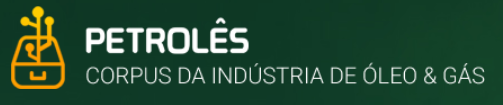 PETROLÊS
CORPUS DA INDÚSTRIA DE ÓLEO & GÁS